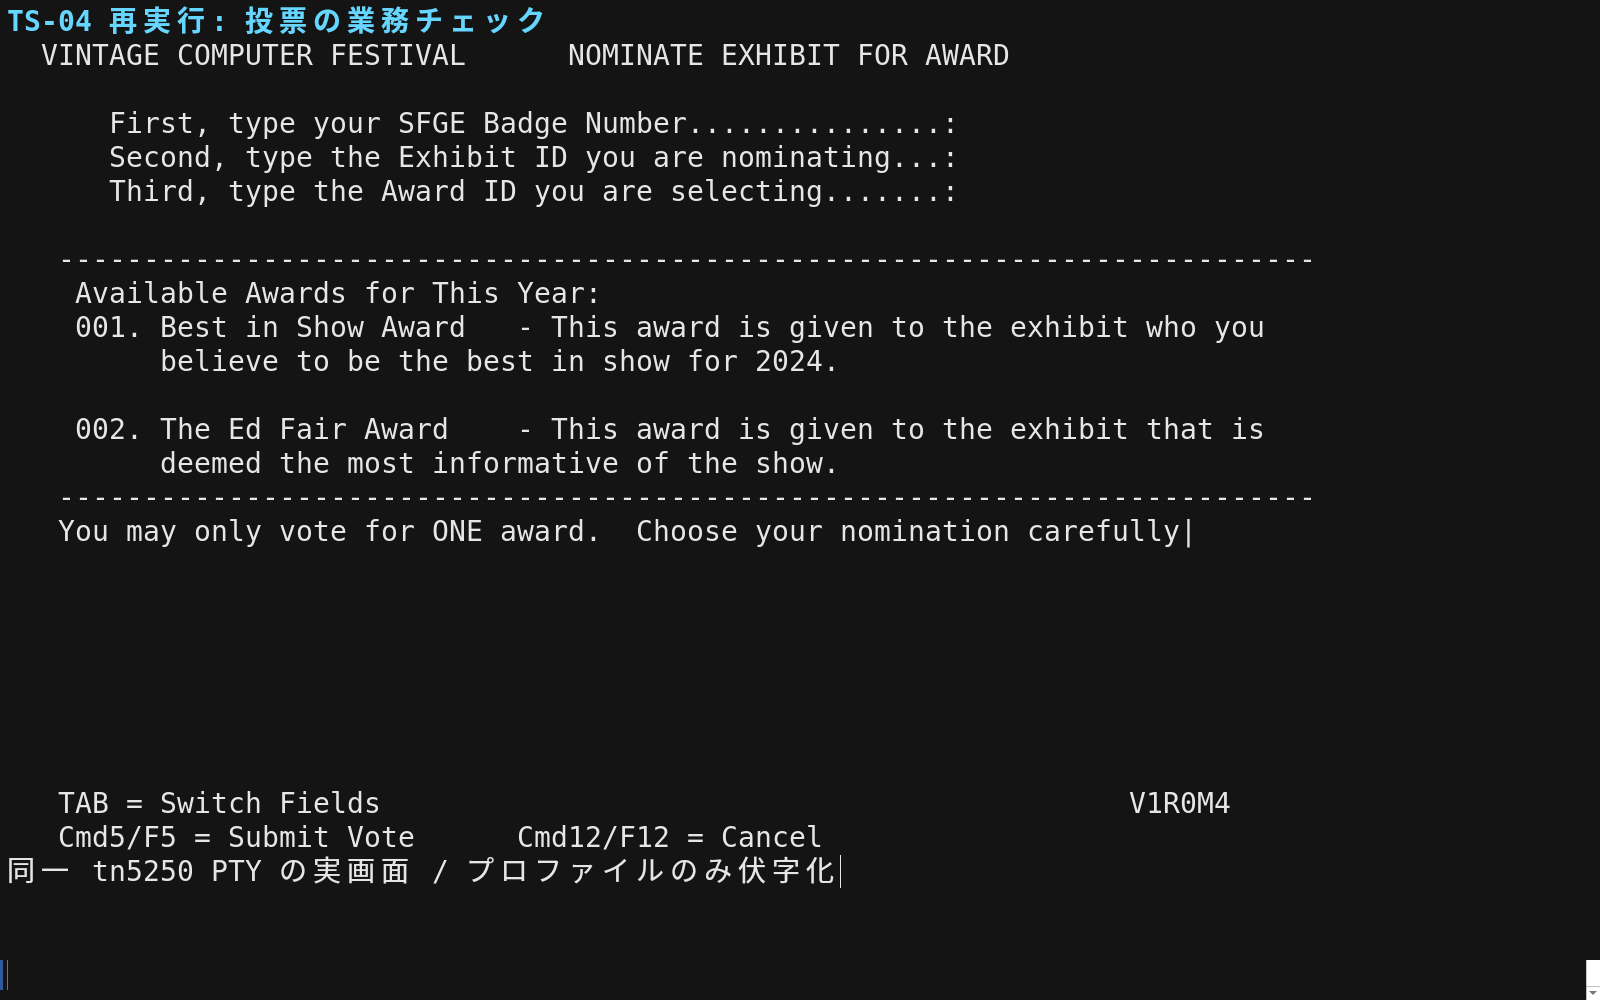 TS-04 再実行: 投票の業務チェック
VINTAGE COMPUTER FESTIVAL      NOMINATE EXHIBIT FOR AWARD
First, type your SFGE Badge Number...............:
Second, type the Exhibit ID you are nominating...:
Third, type the Award ID you are selecting.......:
--------------------------------------------------------------------------
Available Awards for This Year:
001. Best in Show Award   - This award is given to the exhibit who you
believe to be the best in show for 2024.
002. The Ed Fair Award    - This award is given to the exhibit that is
deemed the most informative of the show.
--------------------------------------------------------------------------
You may only vote for ONE award.  Choose your nomination carefully|
TAB = Switch Fields                                            V1R0M4
Cmd5/F5 = Submit Vote      Cmd12/F12 = Cancel
同一 tn5250 PTY の実画面 / プロファイルのみ伏字化